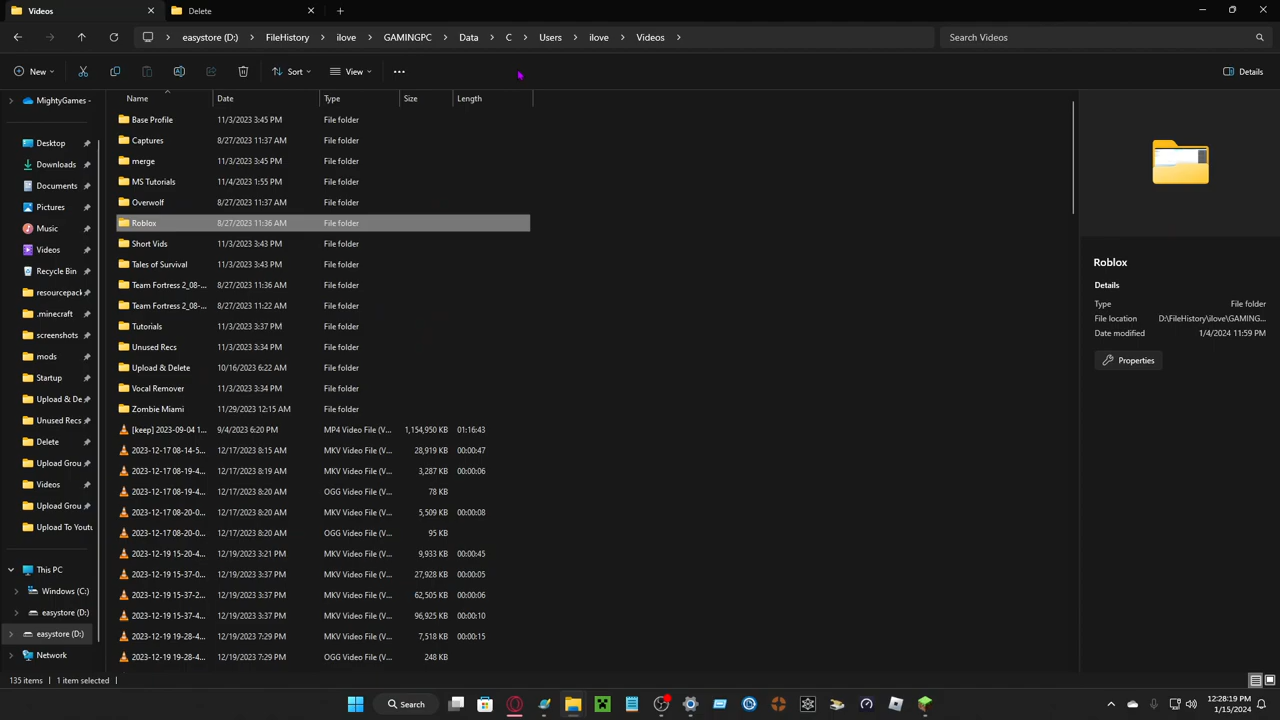 Videos
Delete
easystore (D:) > FileHistory > ilove > GAMINGPC > Data > C > Users > ilove > Videos >
Search Videos
New
Sort
View
Details
MightyGames -
Desktop
Downloads
Documents
Pictures
Music
Videos
Recycle Bin
resourcepack
.minecraft
screenshots
mods
Startup
Upload & De
Unused Recs
Delete
Upload Grou
Videos
Upload Grou
Upload To Youtu
This PC
Windows (C:)
easystore (D:)
easystore (D:)
Network
Name Date Type Size Length
Base Profile 11/3/2023 3:45 PM File folder
Captures 8/27/2023 11:37 AM File folder
merge 11/3/2023 3:45 PM File folder
MS Tutorials 11/4/2023 1:55 PM File folder
Overwolf 8/27/2023 11:37 AM File folder
Roblox 8/27/2023 11:36 AM File folder
Short Vids 11/3/2023 3:43 PM File folder
Tales of Survival 11/3/2023 3:43 PM File folder
Team Fortress 2_08-... 8/27/2023 11:36 AM File folder
Team Fortress 2_08-... 8/27/2023 11:22 AM File folder
Tutorials 11/3/2023 3:37 PM File folder
Unused Recs 11/3/2023 3:34 PM File folder
Upload & Delete 10/16/2023 6:22 AM File folder
Vocal Remover 11/3/2023 3:34 PM File folder
Zombie Miami 11/29/2023 12:15 AM File folder
[keep] 2023-09-04 1... 9/4/2023 6:20 PM MP4 Video File (V... 1,154,950 KB 01:16:43
2023-12-17 08-14-5... 12/17/2023 8:15 AM MKV Video File (V... 28,919 KB 00:00:47
2023-12-17 08-19-4... 12/17/2023 8:19 AM MKV Video File (V... 3,287 KB 00:00:06
2023-12-17 08-19-4... 12/17/2023 8:20 AM OGG Video File (V... 78 KB
2023-12-17 08-20-0... 12/17/2023 8:20 AM MKV Video File (V... 5,509 KB 00:00:08
2023-12-17 08-20-0... 12/17/2023 8:20 AM OGG Video File (V... 95 KB
2023-12-19 15-20-4... 12/19/2023 3:21 PM MKV Video File (V... 9,933 KB 00:00:45
2023-12-19 15-37-0... 12/19/2023 3:37 PM MKV Video File (V... 27,928 KB 00:00:05
2023-12-19 15-37-2... 12/19/2023 3:37 PM MKV Video File (V... 62,505 KB 00:00:06
2023-12-19 15-37-4... 12/19/2023 3:37 PM MKV Video File (V... 96,925 KB 00:00:10
2023-12-19 19-28-4... 12/19/2023 7:29 PM MKV Video File (V... 7,518 KB 00:00:15
2023-12-19 19-28-4... 12/19/2023 7:29 PM OGG Video File (V... 248 KB
Roblox
Details
Type File folder
File location D:\FileHistory\ilove\GAMING...
Date modified 1/4/2024 11:59 PM
Properties
135 items 1 item selected
Search
12:28:19 PM
1/15/2024